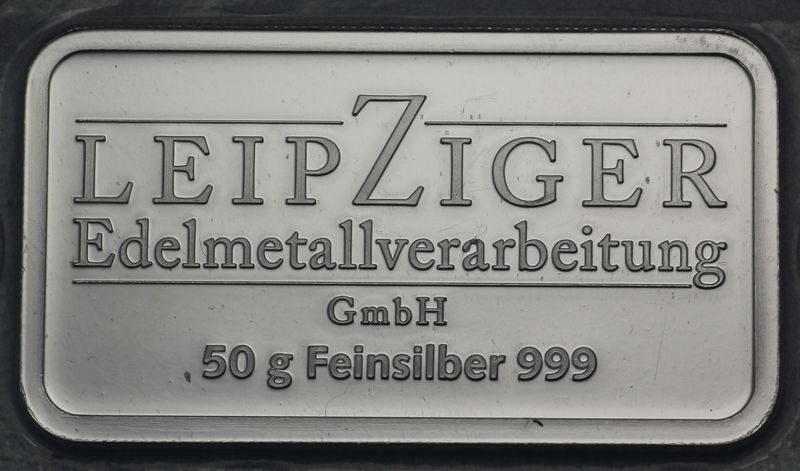 LEIPZIGER
Edelmetallverarbeitung
GmbH
50 g Feinsilber 999